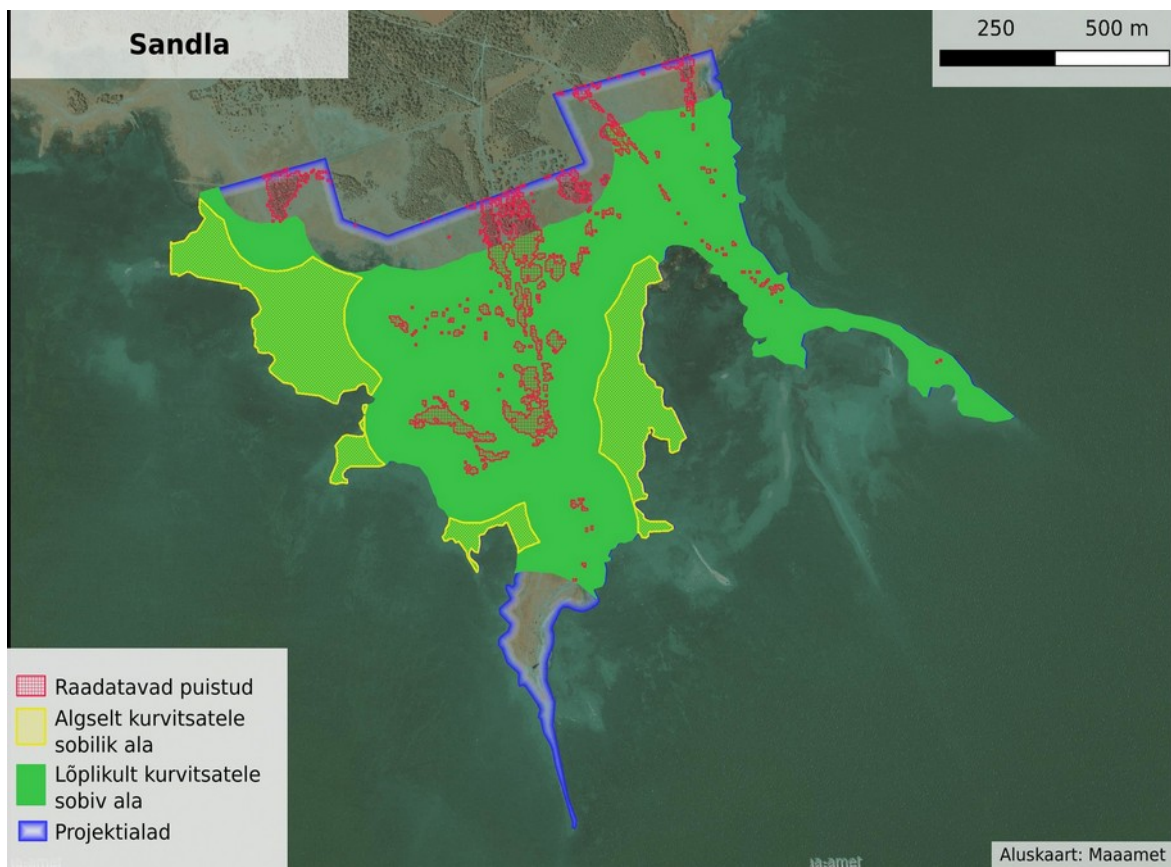 Sandla
250 500 m
Raadatavad puistud
Algselt kurvitsatele
sobilik ala
Lõplikult kurvitsatele
sobiv ala
Projektialad
Aluskaart: Maaamet